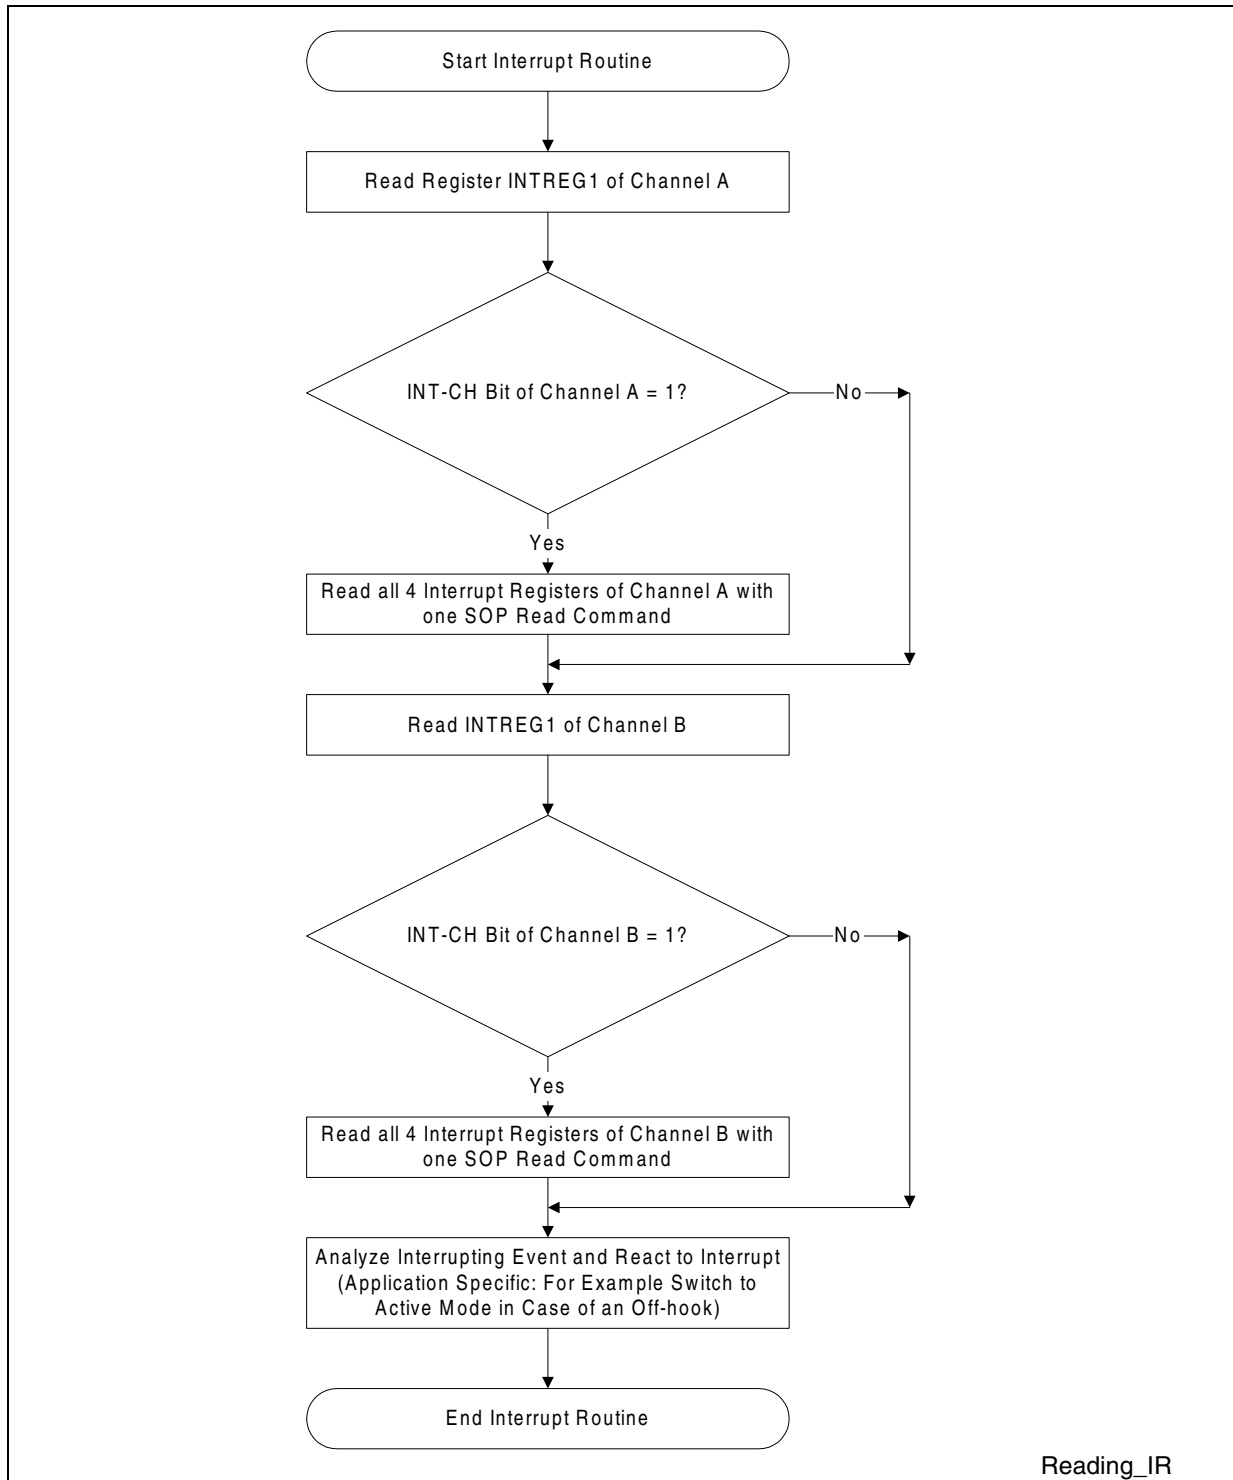 Start Interrupt Routine
Read Register INTREG1 of Channel A
INT-CH Bit of Channel A = 1?
No
Yes
Read all 4 Interrupt Registers of Channel A with
one SOP Read Command
Read INTREG1 of Channel B
INT-CH Bit of Channel B = 1?
No
Yes
Read all 4 Interrupt Registers of Channel B with
one SOP Read Command
Analyze Interrupting Event and React to Interrupt
(Application Specific: For Example Switch to
Active Mode in Case of an Off-hook)
End Interrupt Routine
Reading_IR